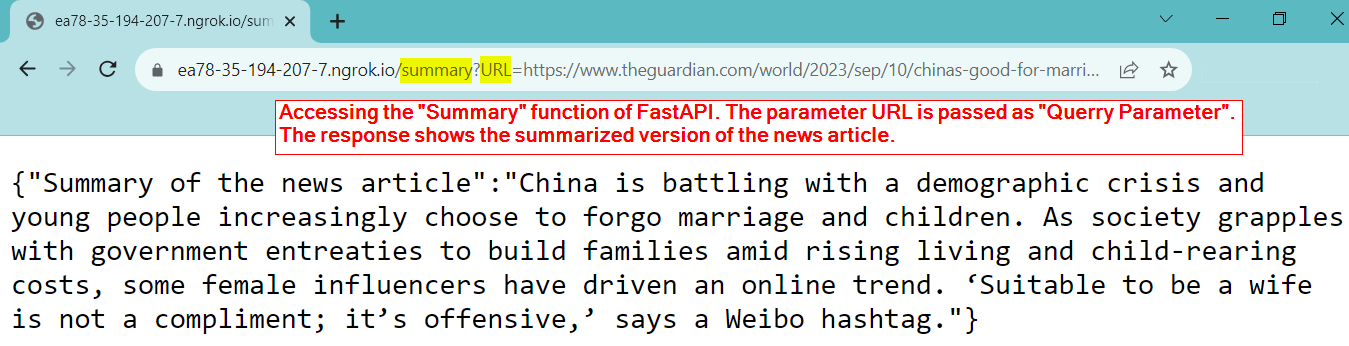 ea78-35-194-207-7.ngrok.io/sum
ea78-35-194-207-7.ngrok.io/summary?URL=https://www.theguardian.com/world/2023/sep/10/chinas-good-for-marri...
Accessing the "Summary" function of FastAPI. The parameter URL is passed as "Querry Parameter".
The response shows the summarized version of the news article.
{"Summary of the news article":"China is battling with a demographic crisis and
young people increasingly choose to forgo marriage and children. As society grapples
with government entreaties to build families amid rising living and child-rearing
costs, some female influencers have driven an online trend. ‘Suitable to be a wife
is not a compliment; it’s offensive,’ says a Weibo hashtag."}